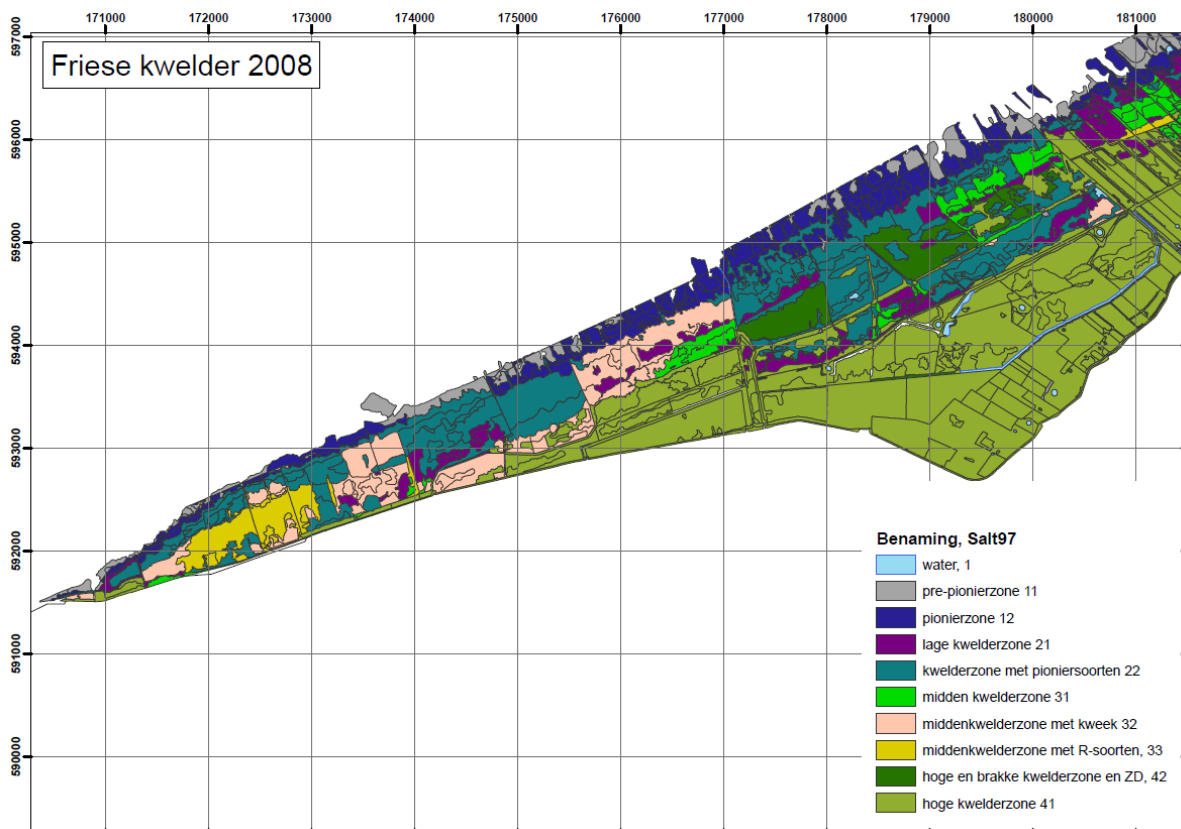 171000 172000 173000 174000 175000 176000 177000 178000 179000 180000 181000
597000
Friese kwelder 2008
596000
595000
594000
593000
592000
591000
590000
Benaming, Salt97
water, 1
pre-pionierzone 11
pionierzone 12
lage kwelderzone 21
kwelderzone met pioniersoorten 22
midden kwelderzone 31
middenkwelderzone met kweek 32
middenkwelderzone met R-soorten, 33
hoge en brakke kwelderzone en ZD, 42
hoge kwelderzone 41